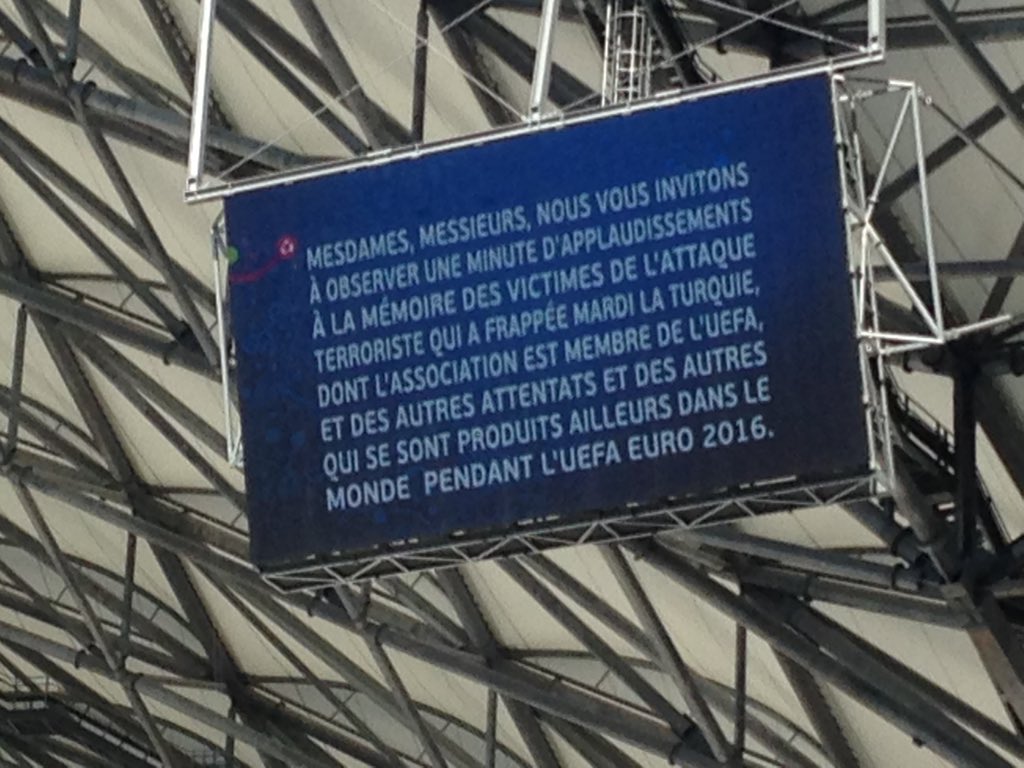 MESDAMES, MESSIEURS, NOUS VOUS INVITONS
À OBSERVER UNE MINUTE D'APPLAUDISSEMENTS
À LA MÉMOIRE DES VICTIMES DE L'ATTAQUE
TERRORISTE QUI A FRAPPÉE MARDI LA TURQUIE,
DONT L'ASSOCIATION EST MEMBRE DE L'UEFA,
ET DES AUTRES ATTENTATS ET DES AUTRES
QUI SE SONT PRODUITS AILLEURS DANS LE
MONDE PENDANT L'UEFA EURO 2016.